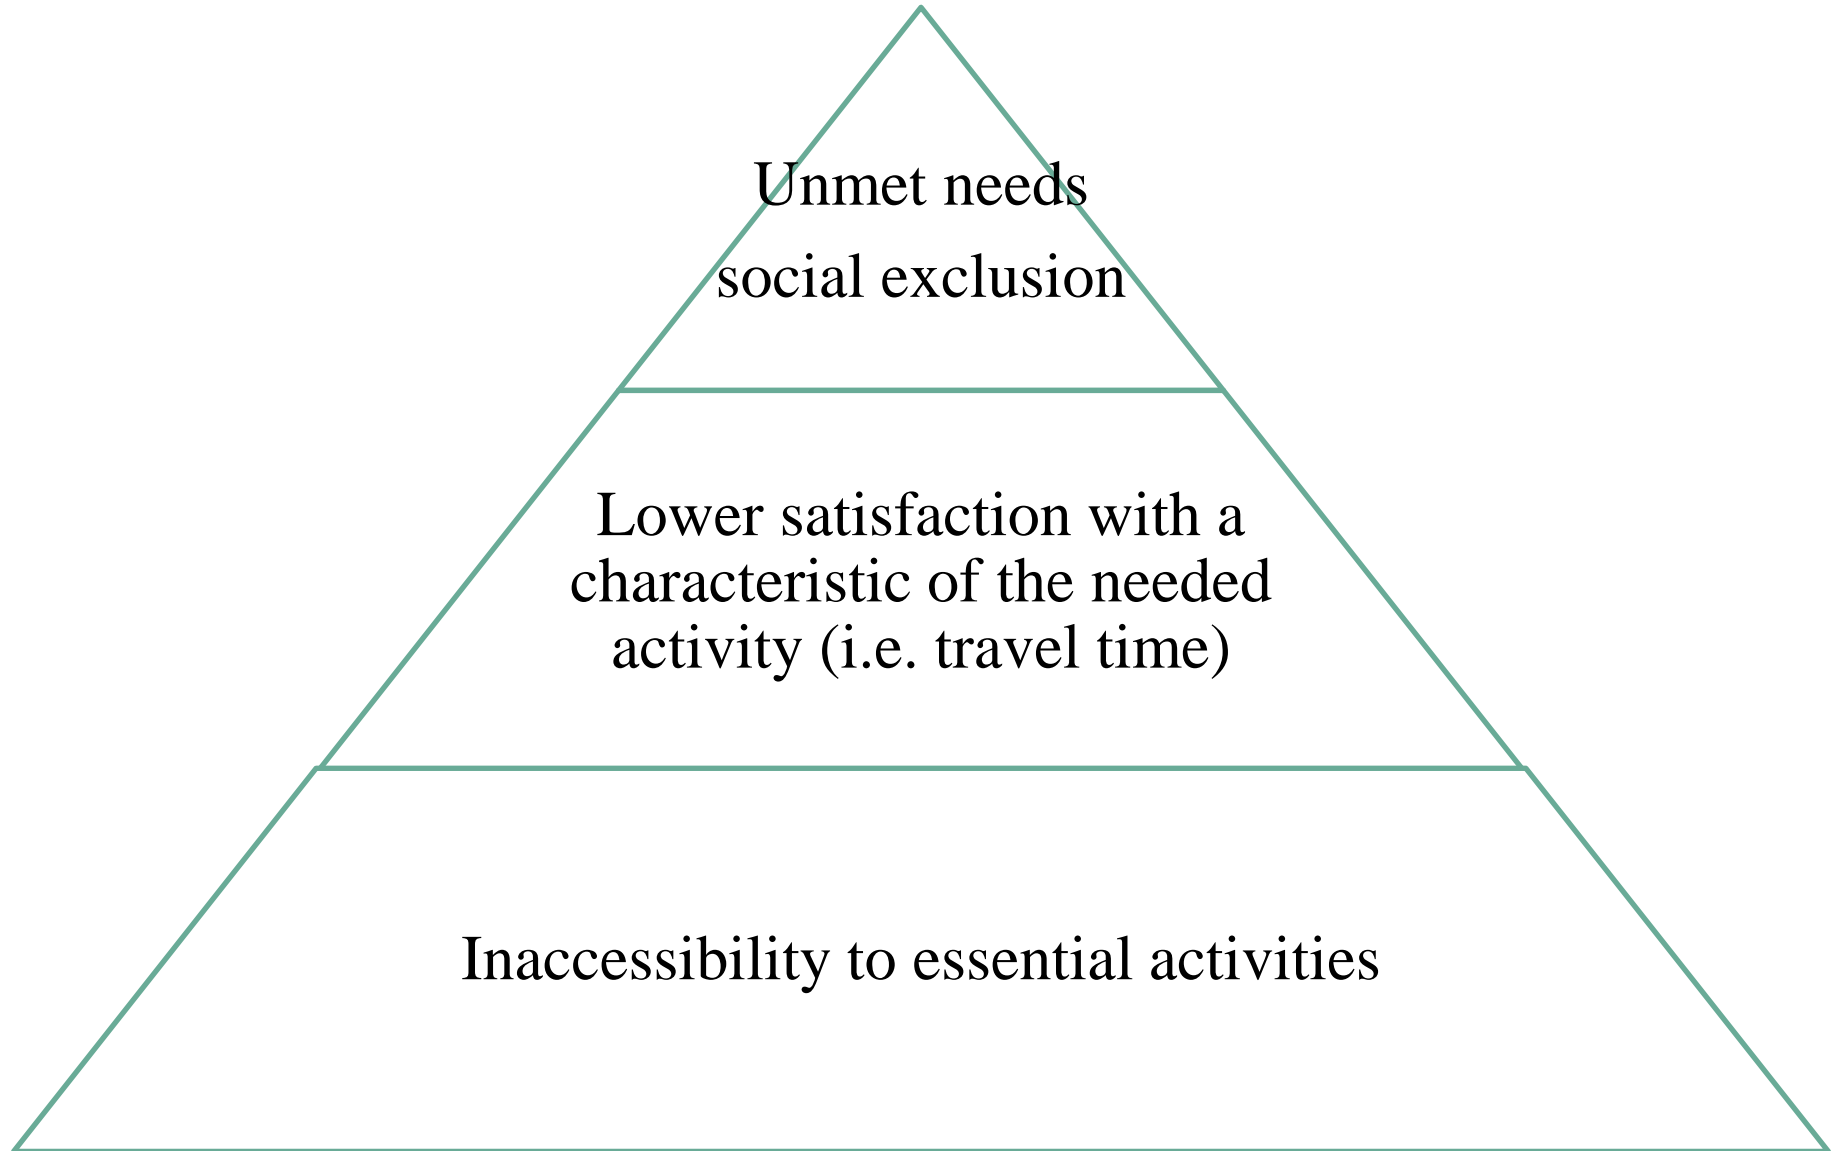 Unmet needs
social exclusion
Lower satisfaction with a
characteristic of the needed
activity (i.e. travel time)
Inaccessibility to essential activities